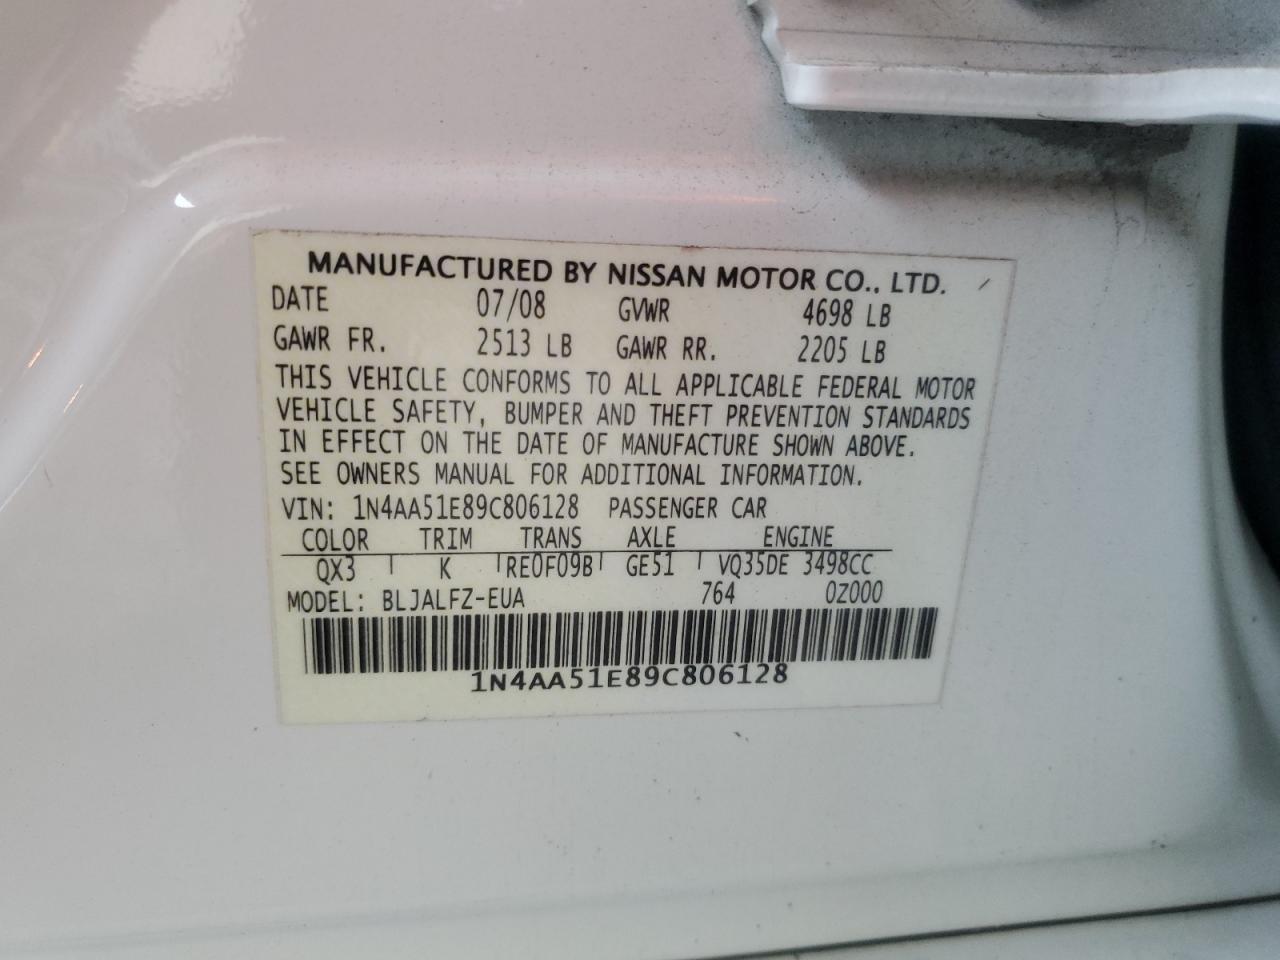 MANUFACTURED BY NISSAN MOTOR CO., LTD.
DATE 07/08 GVWR 4698 LB
GAWR FR. 2513 LB GAWR RR. 2205 LB
THIS VEHICLE CONFORMS TO ALL APPLICABLE FEDERAL MOTOR
VEHICLE SAFETY, BUMPER AND THEFT PREVENTION STANDARDS
IN EFFECT ON THE DATE OF MANUFACTURE SHOWN ABOVE.
SEE OWNERS MANUAL FOR ADDITIONAL INFORMATION.
VIN: 1N4AA51E89C806128 PASSENGER CAR
COLOR TRIM TRANS AXLE ENGINE
QX3 K RE0F09B GE51 VQ35DE 3498CC
MODEL: BLJALFZ-EUA 764 0Z000
1N4AA51E89C806128